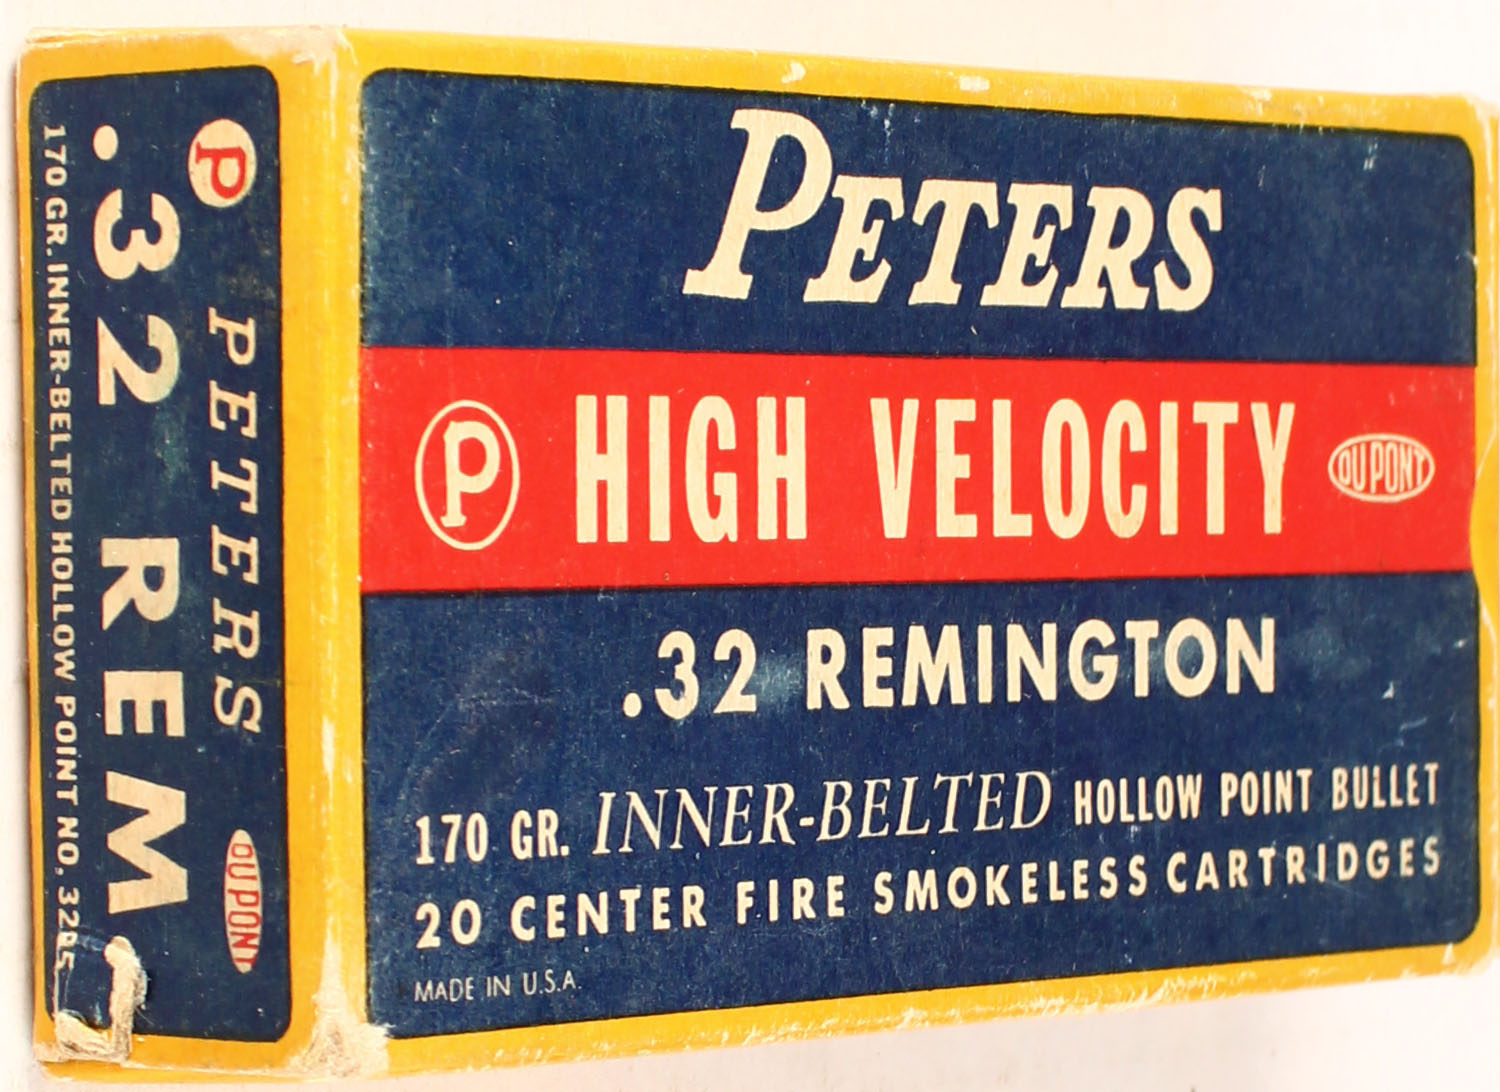 PETERS
P HIGH VELOCITY DU PONT
.32 REMINGTON
170 GR. INNER-BELTED HOLLOW POINT BULLET
20 CENTER FIRE SMOKELESS CARTRIDGES
MADE IN U.S.A.
P PETERS DU PONT
.32 REM.
170 GR. INNER-BELTED HOLLOW POINT NO.